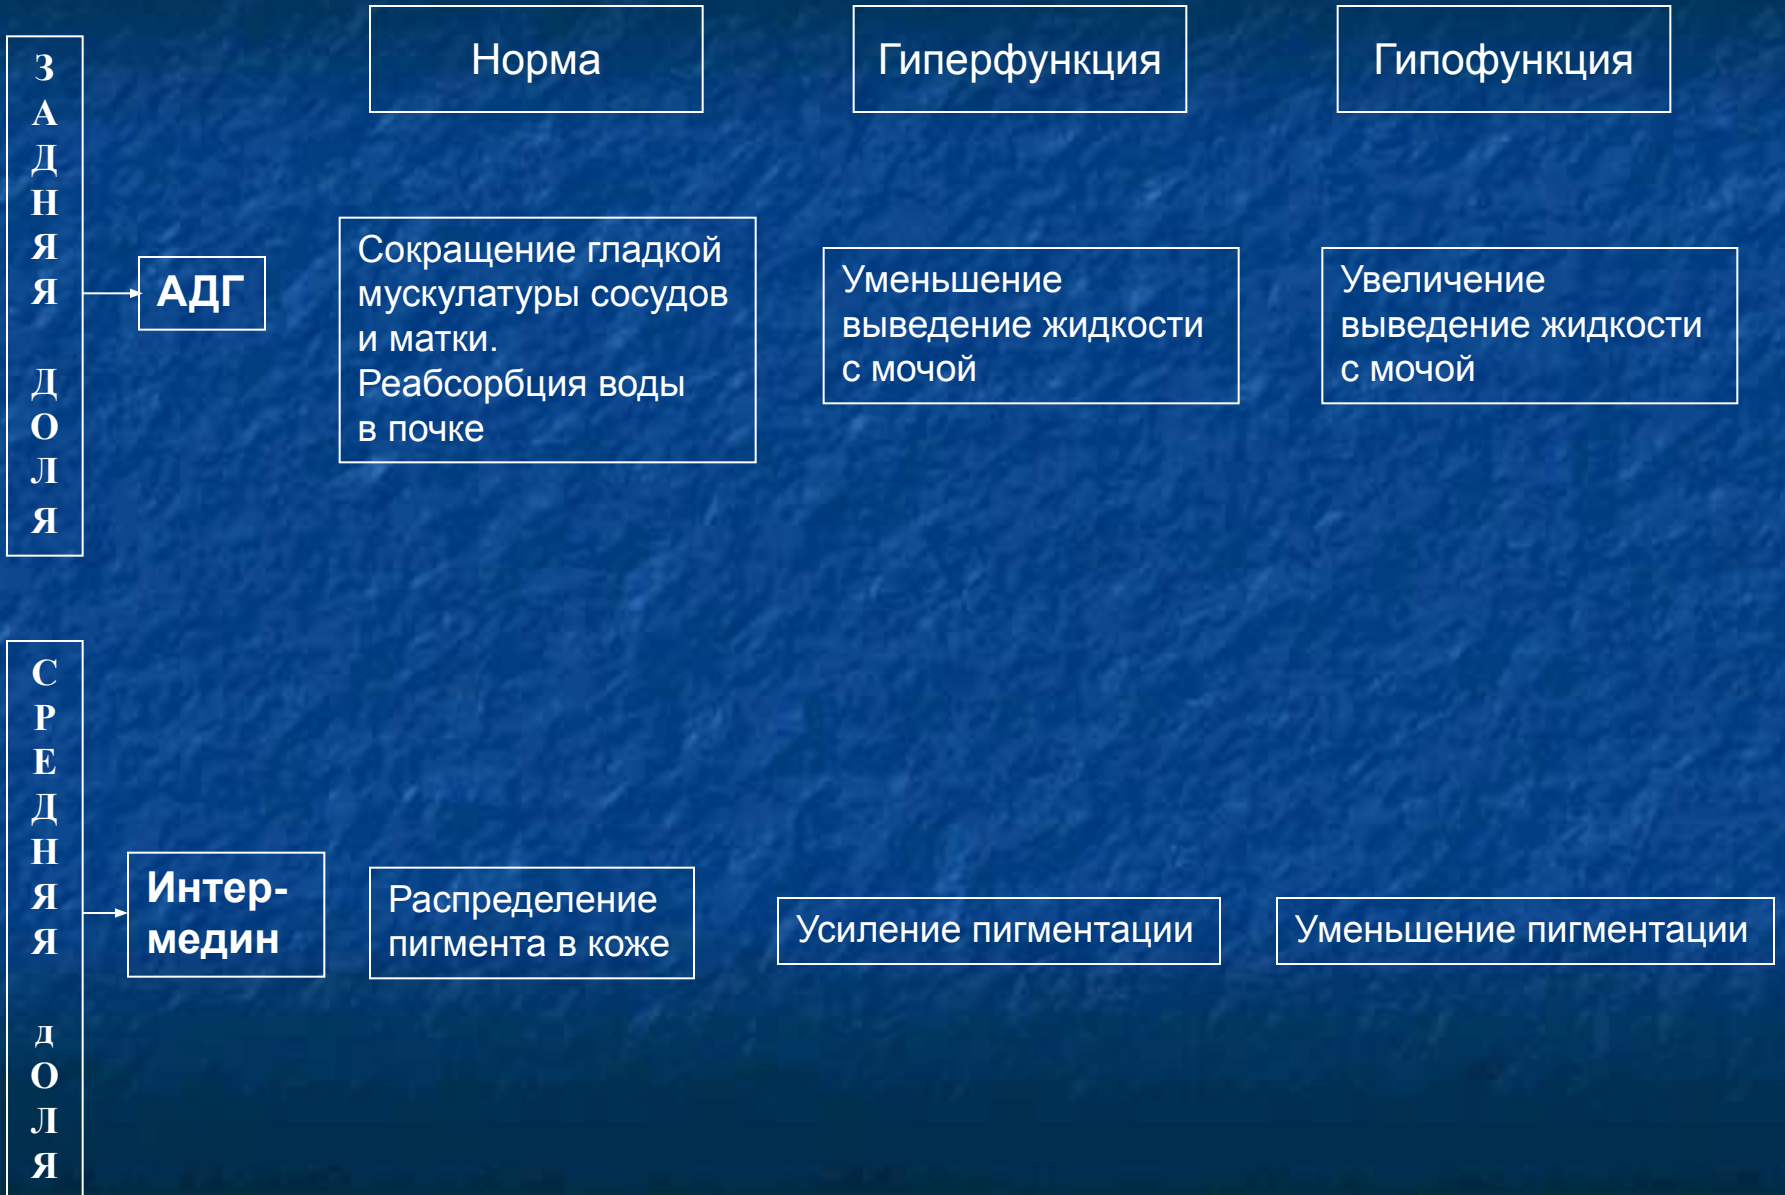 Норма
Гиперфункция
Гипофункция
З
А
Д
Н
Я
Я
Д
О
Л
Я
АДГ
Сокращение гладкой
мускулатуры сосудов
и матки.
Реабсорбция воды
в почке
Уменьшение
выведение жидкости
с мочой
Увеличение
выведение жидкости
с мочой
С
Р
Е
Д
Н
Я
Я
д
О
Л
Я
Интер-
медин
Распределение
пигмента в коже
Усиление пигментации
Уменьшение пигментации